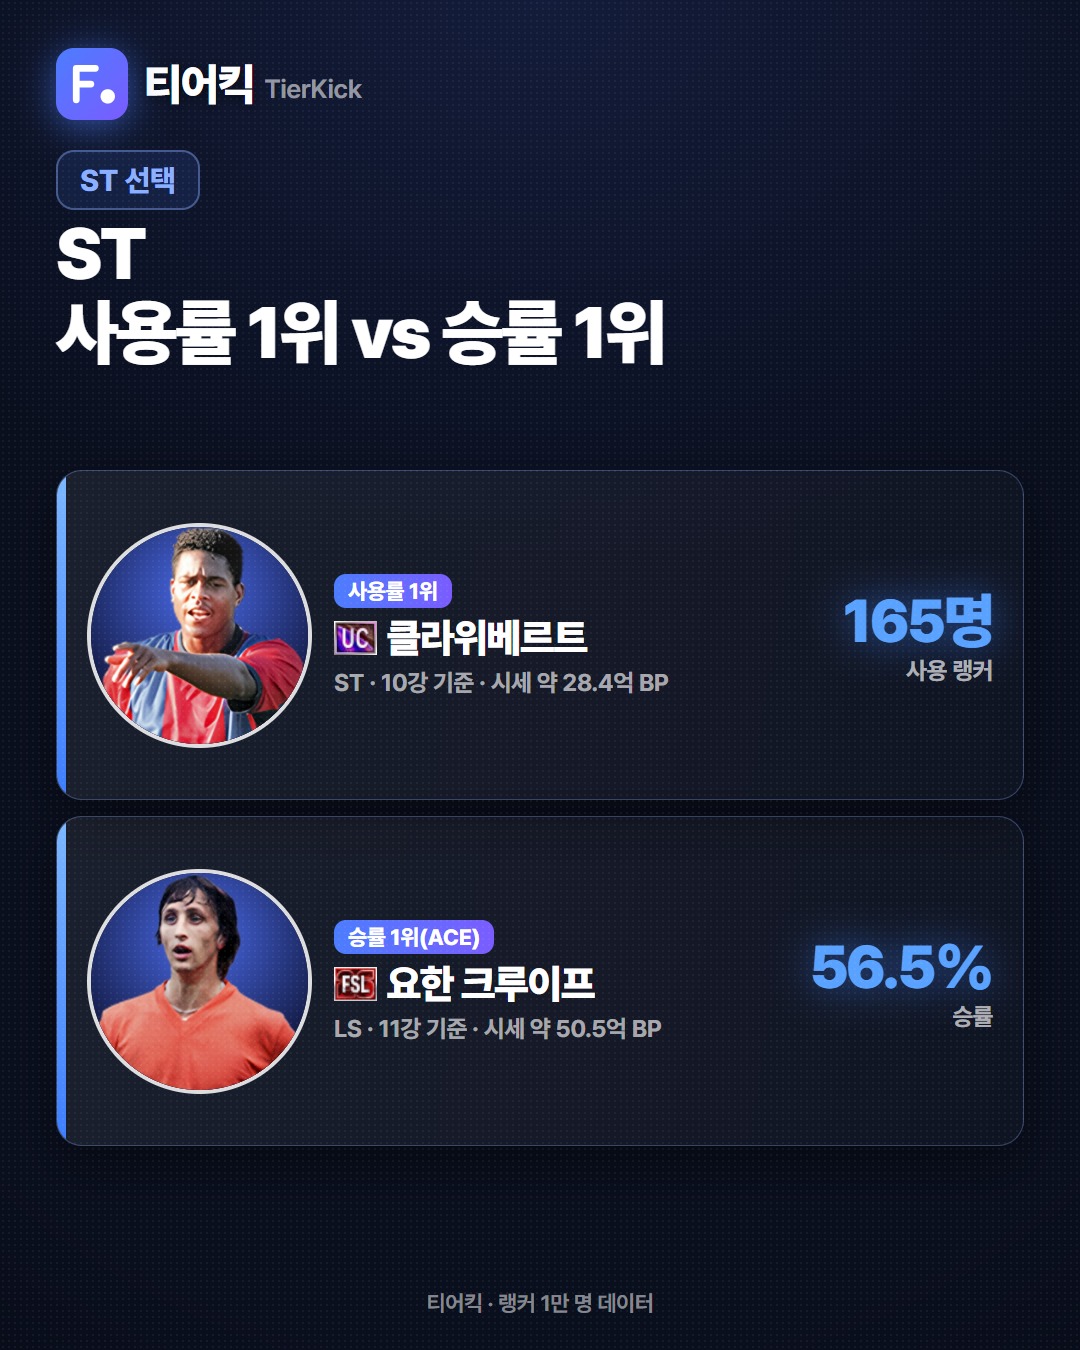 F.
티어킥 TierKick
ST 선택
ST
사용률 1위 vs 승률 1위
사용률 1위
UC 클라위베르트
ST · 10강 기준 · 시세 약 28.4억 BP
165명
사용 랭커
승률 1위(ACE)
FSL 요한 크루이프
LS · 11강 기준 · 시세 약 50.5억 BP
56.5%
승률
티어킥 · 랭커 1만 명 데이터